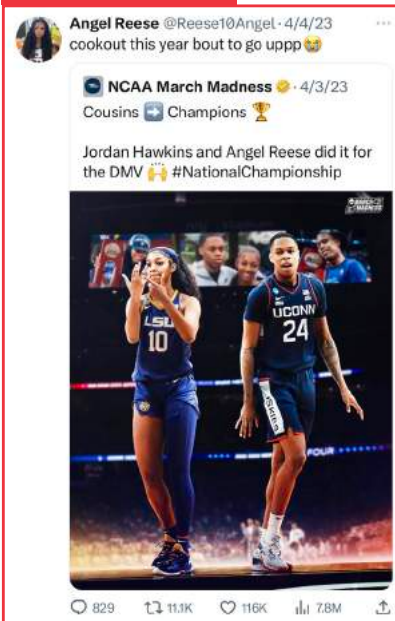 Angel Reese @Reese10Angel · 4/4/23
cookout this year bout to go uppp😭
NCAA March Madness · 4/3/23
Cousins ➡️ Champions 🏆
Jordan Hawkins and Angel Reese did it for
the DMV 🙌 #NationalChampionship
MARCH
MADNESS
LSU
10
UCONN
24
HUSKIES
FOUR
829 11.1K 116K 7.8M